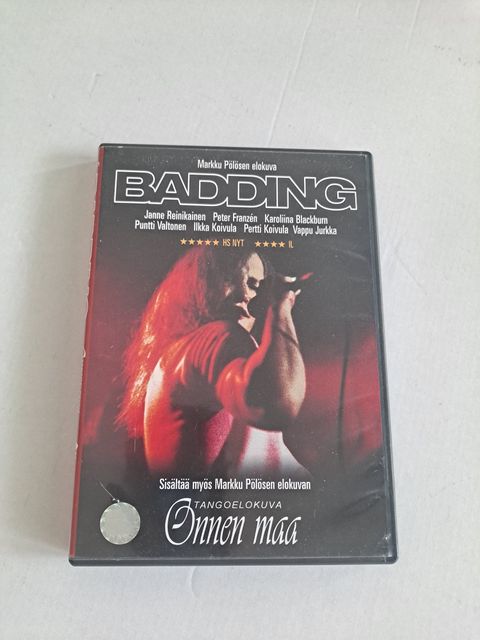 Markku Pölösen elokuva
BADDING
Janne Reinikainen Peter Franzén Karoliina Blackburn
Puntti Valtonen Ilkka Koivula Pertti Koivula Vappu Jurkka
★★★★★ HS NYT ★★★★ IL
Sisältää myös Markku Pölösen elokuvan
TANGOELOKUVA
Onnen maa